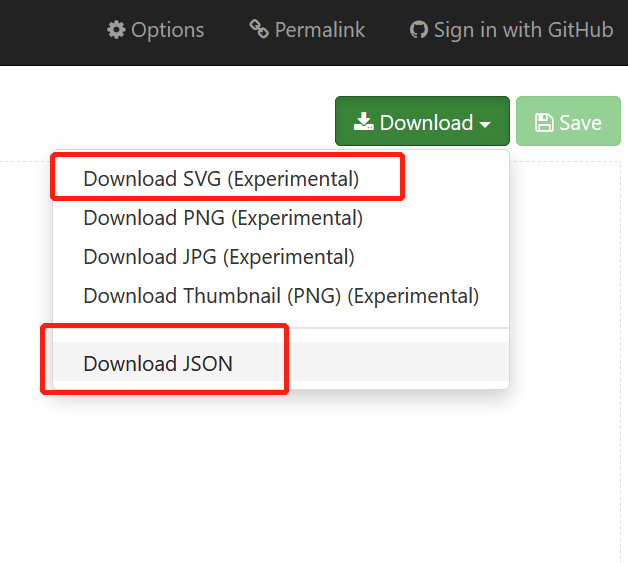 Options Permalink Sign in with GitHub
Download Save
Download SVG (Experimental)
Download PNG (Experimental)
Download JPG (Experimental)
Download Thumbnail (PNG) (Experimental)
Download JSON